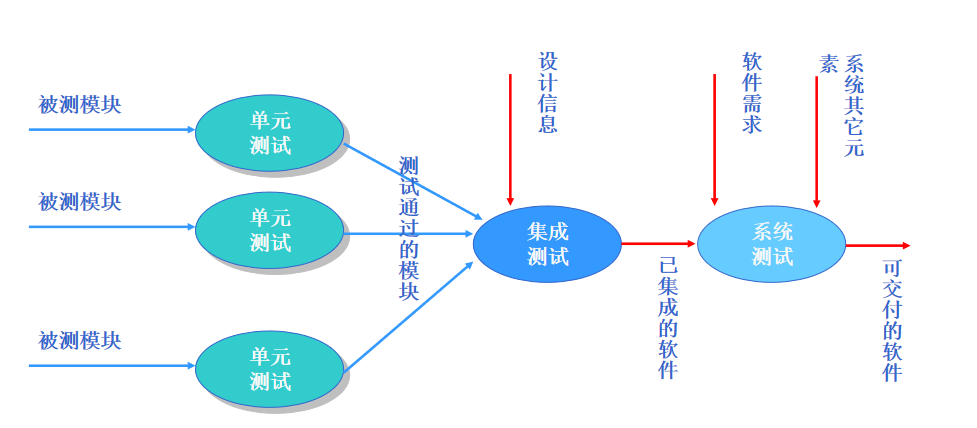 被测模块
单元
测试
被测模块
单元
测试
被测模块
单元
测试
测试通过的模块
设计信息
集成
测试
已集成的软件
软件需求
系统其它元
素
系统
测试
可交付的软件